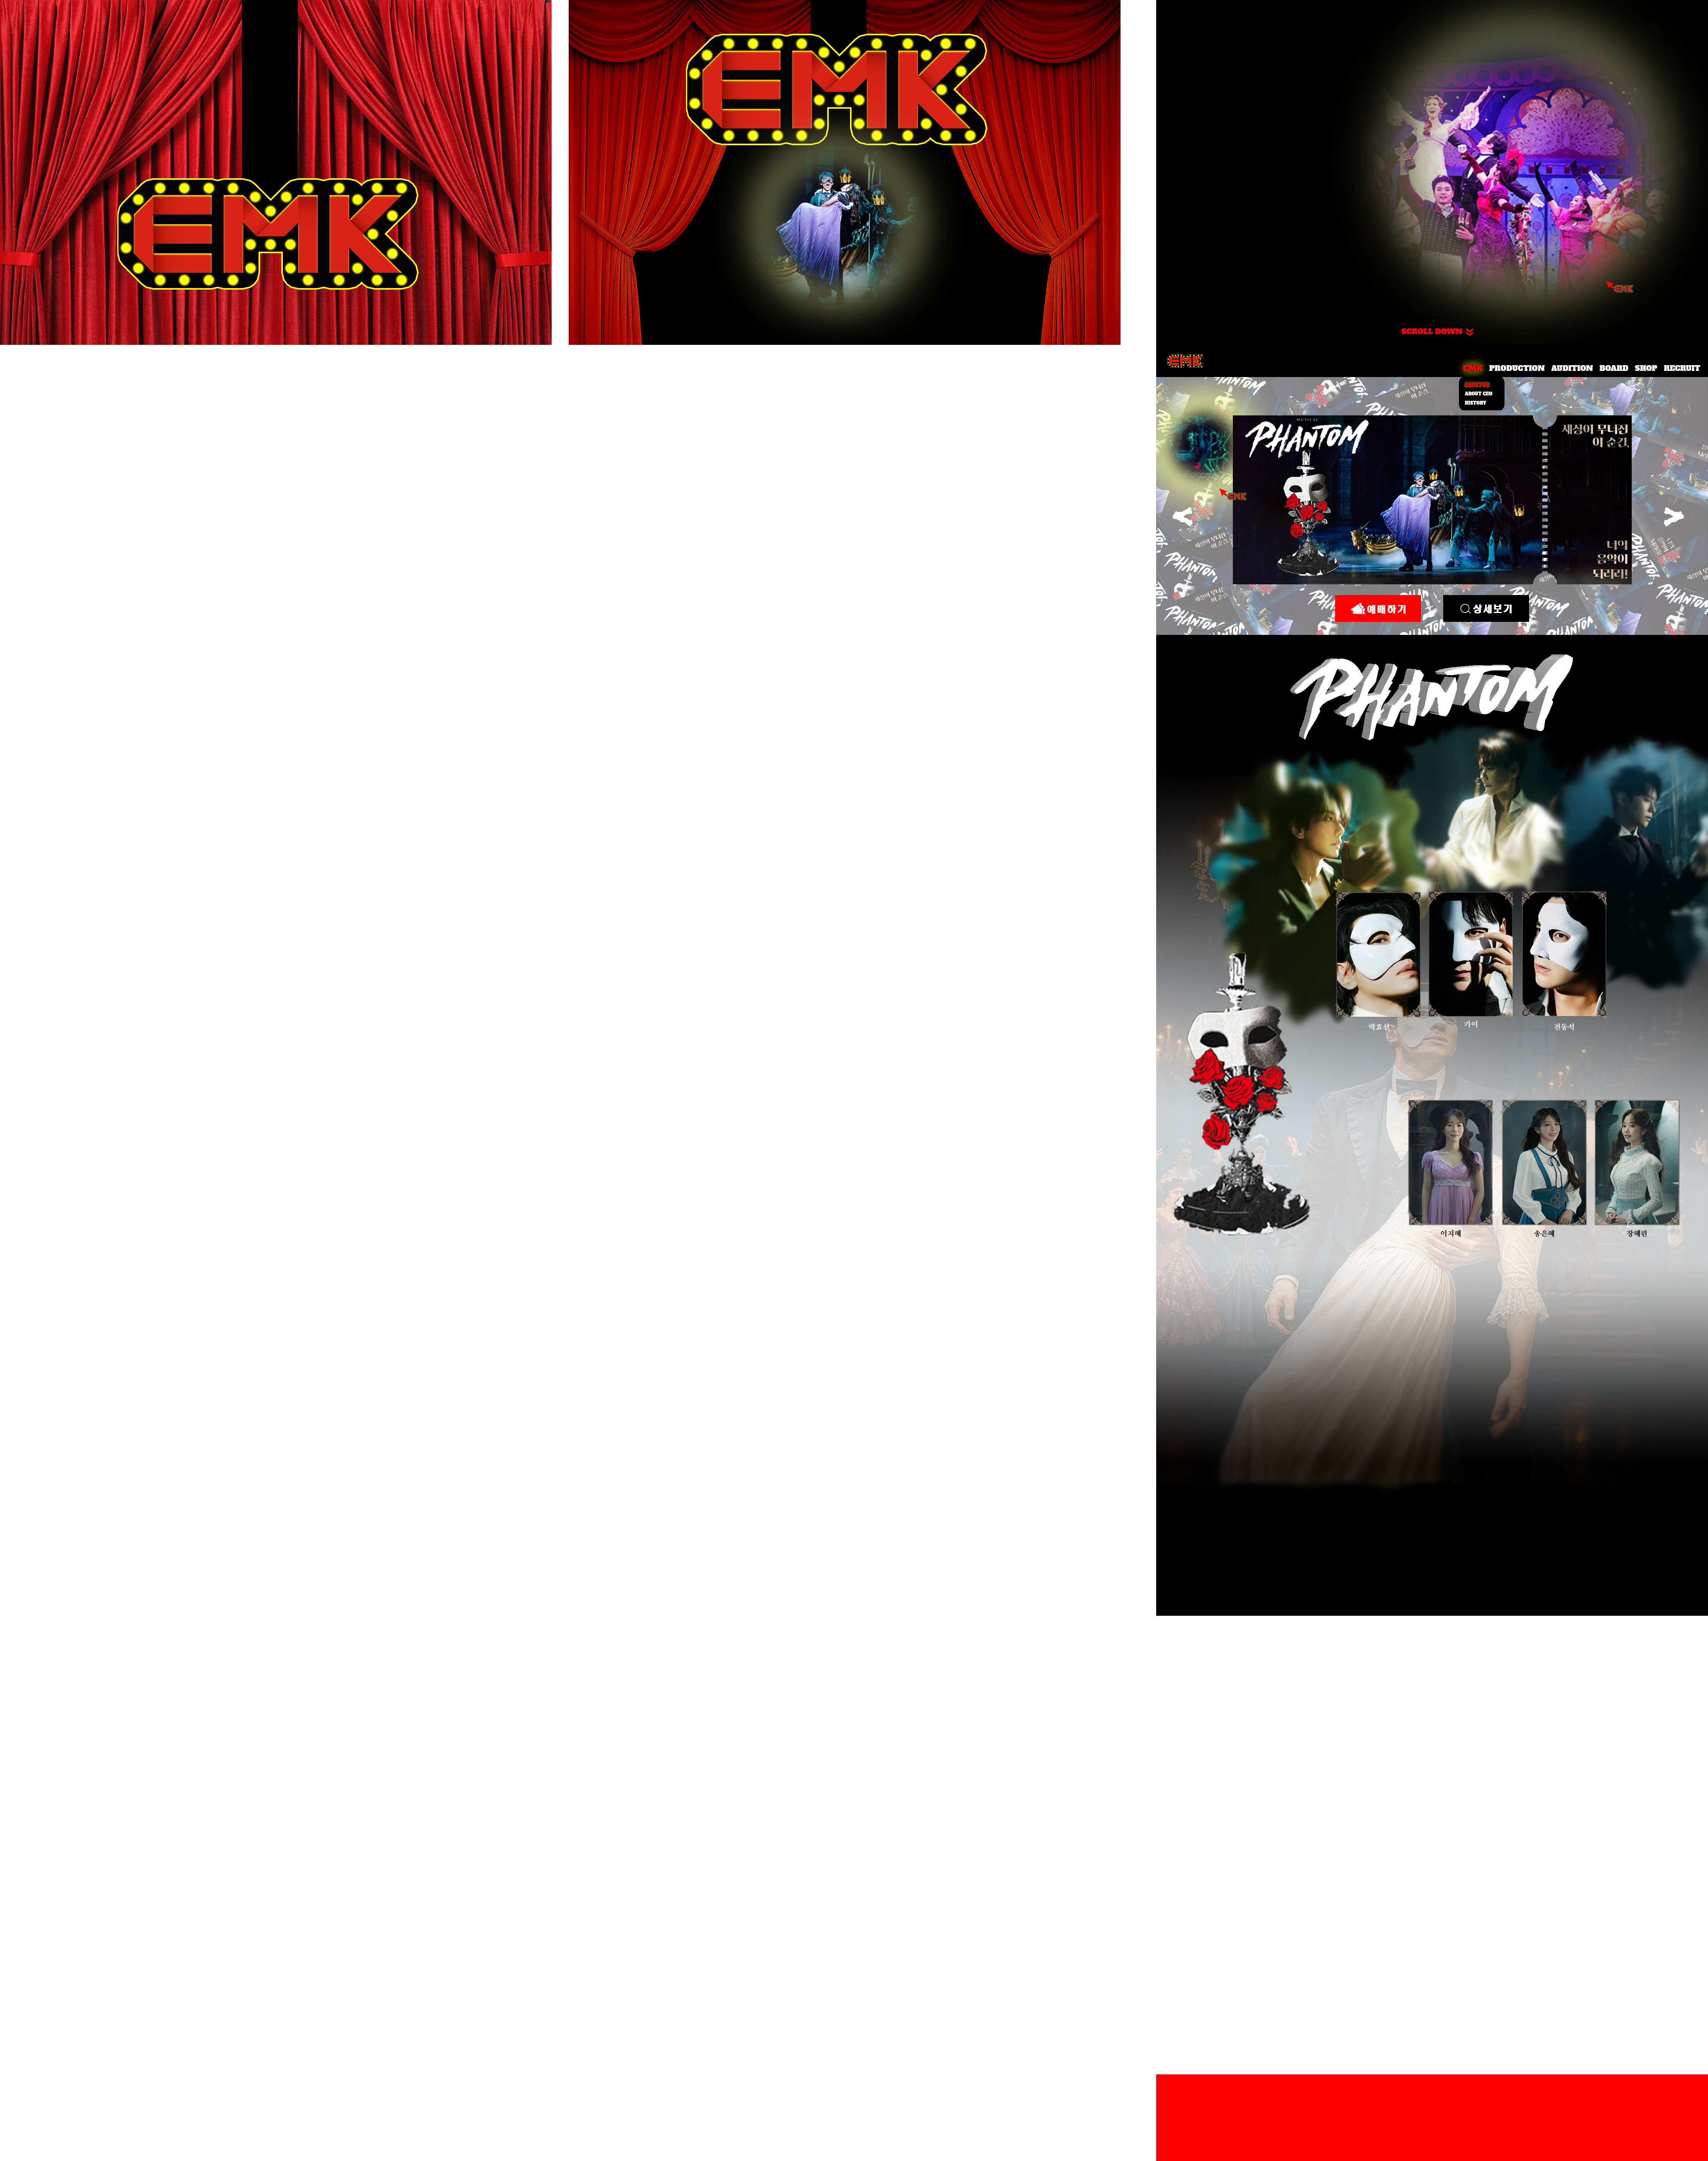 EMK
EMK
EMK
SCROLL DOWN
EMK
EMK
PRODUCTION
AUDITION
BOARD
SHOP
RECRUIT
ABOUT CEO
HISTORY
MUSICAL
PHANTOM
세상이 무너진
이 순간,
너의
음악이
되리라!
EMK
예매하기
상세보기
PHANTOM
박효신
카이
전동석
이지혜
송은혜
장혜린